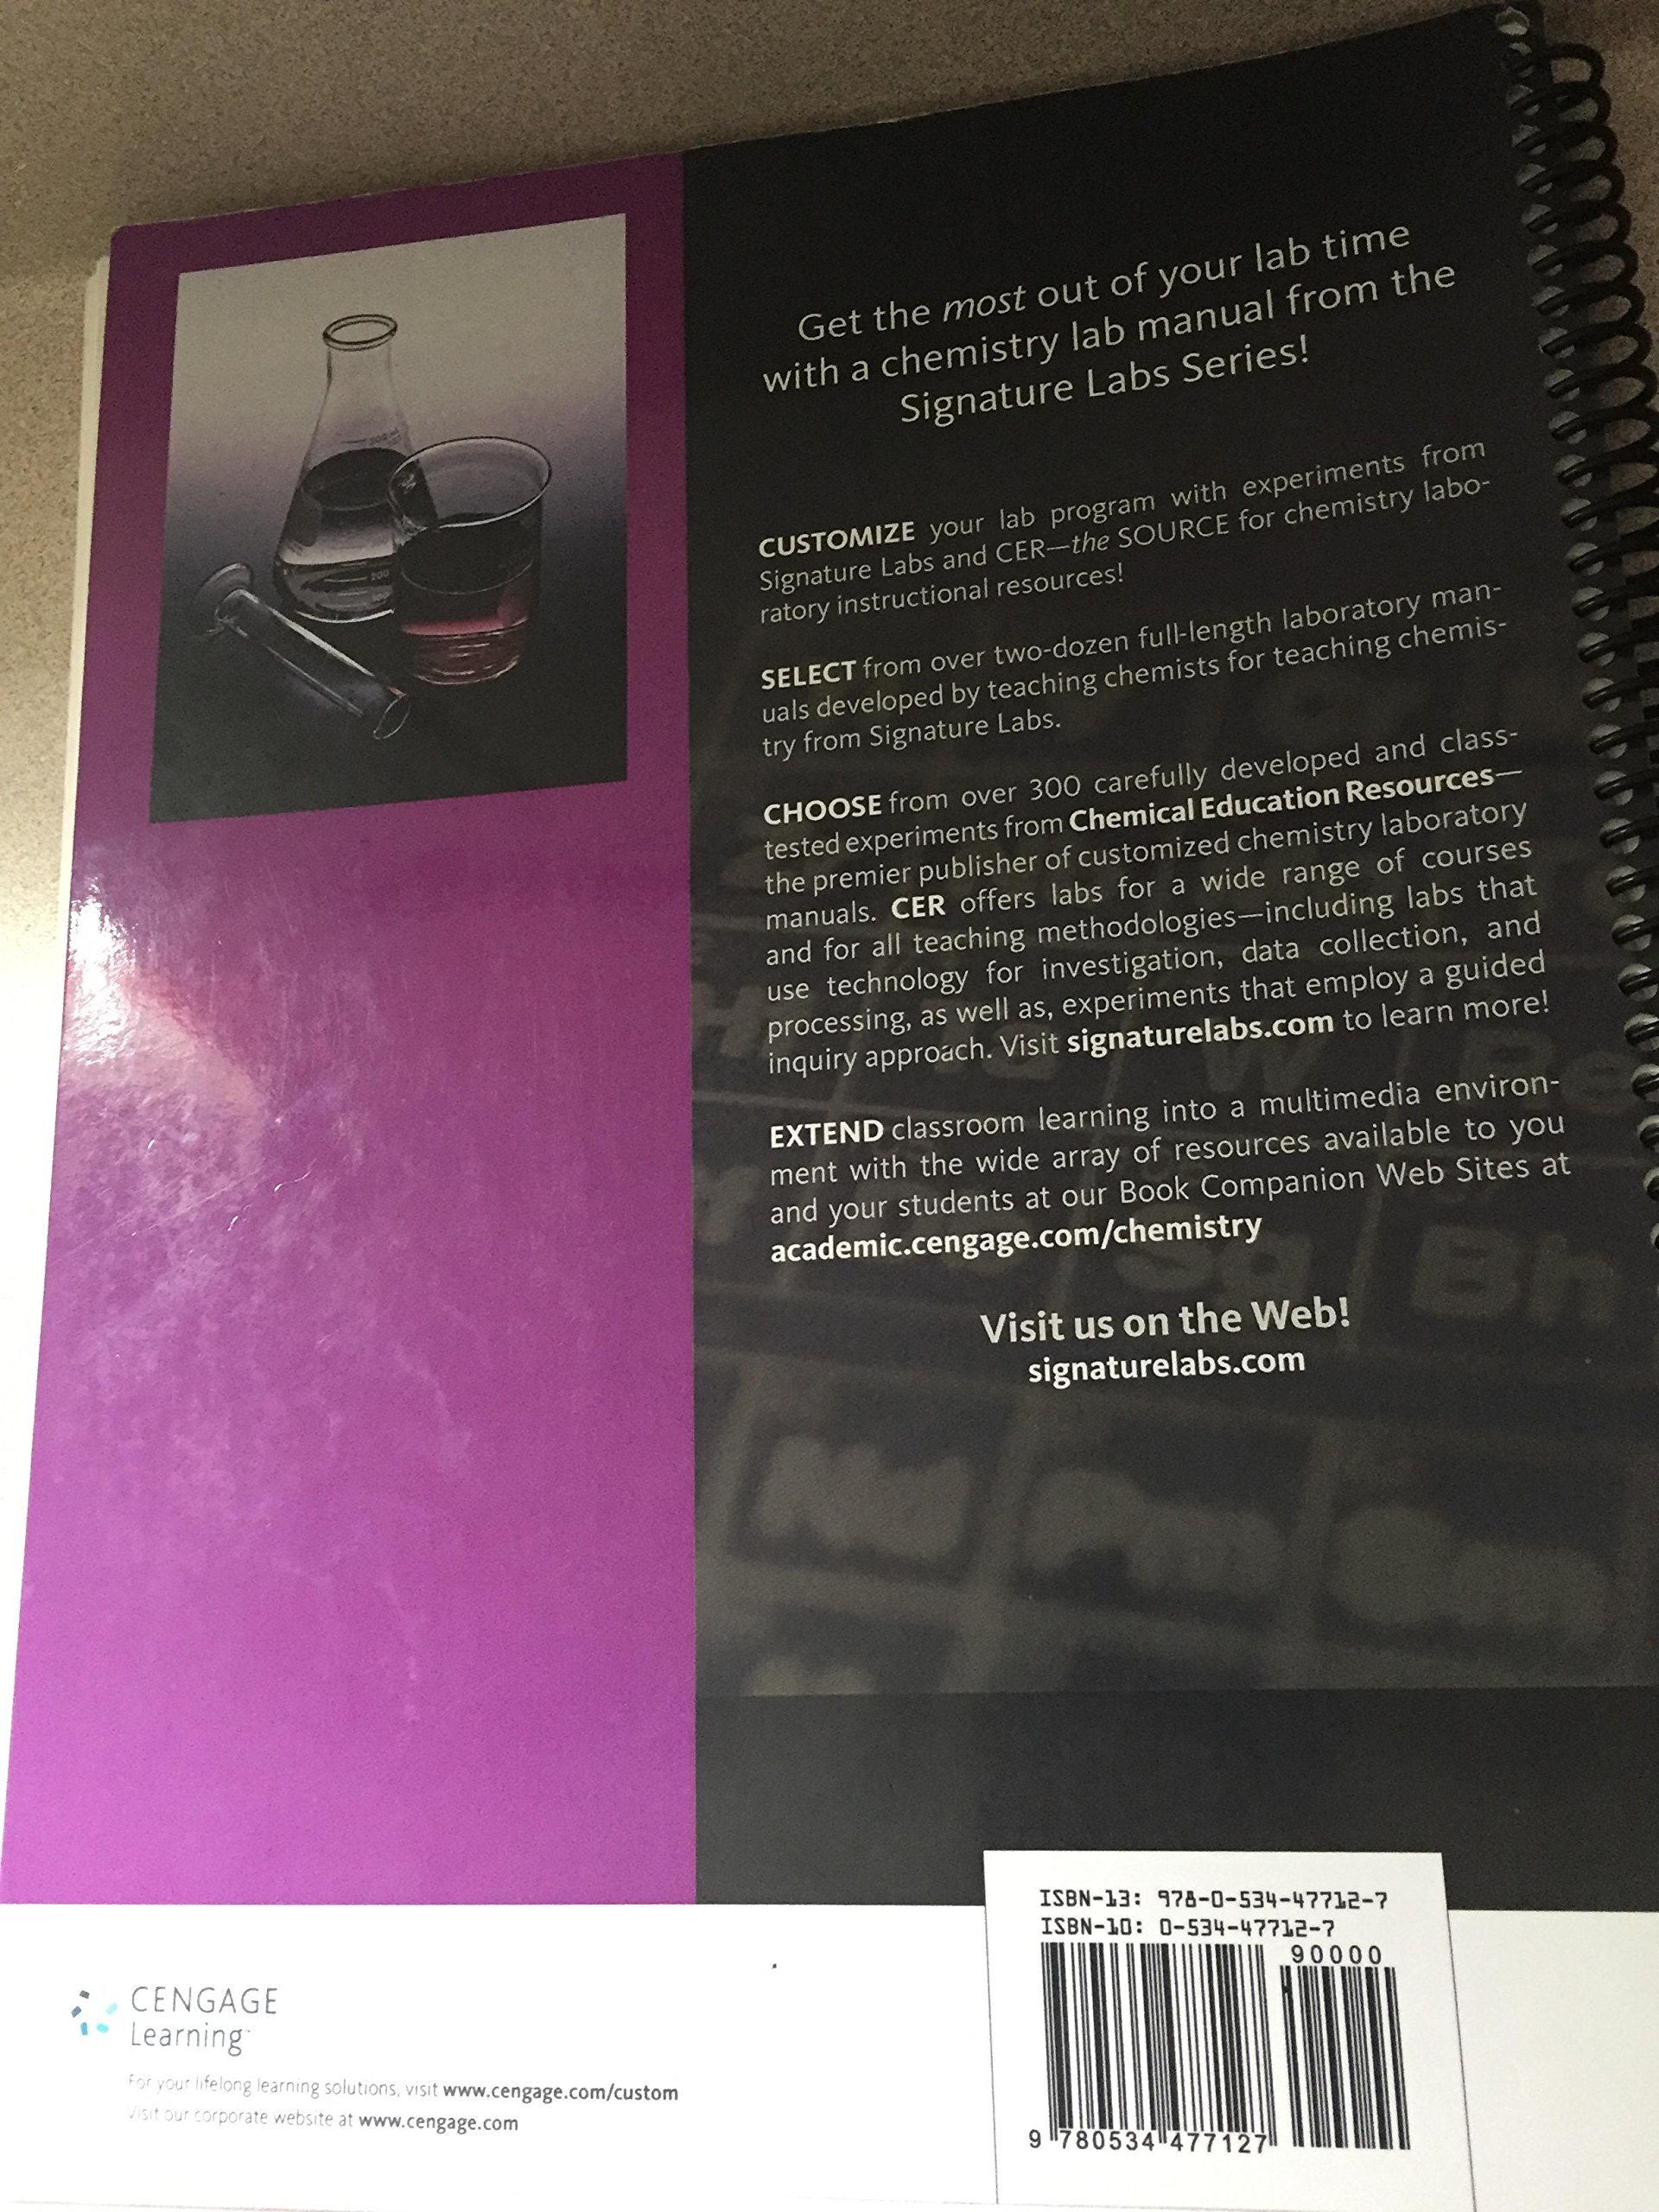 Get the most out of your lab time
with a chemistry lab manual from the
Signature Labs Series!
CUSTOMIZE your lab program with experiments from
Signature Labs and CER—the SOURCE for chemistry labo-
ratory instructional resources!
SELECT from over two-dozen full-length laboratory man-
uals developed by teaching chemists for teaching chemis-
try from Signature Labs.
CHOOSE from over 300 carefully developed and class-
tested experiments from Chemical Education Resources—
the premier publisher of customized chemistry laboratory
manuals. CER offers labs for a wide range of courses
and for all teaching methodologies—including labs that
use technology for investigation, data collection, and
processing, as well as, experiments that employ a guided
inquiry approach. Visit signaturelabs.com to learn more!
EXTEND classroom learning into a multimedia environ-
ment with the wide array of resources available to you
and your students at our Book Companion Web Sites at
academic.cengage.com/chemistry
Visit us on the Web!
signaturelabs.com
W
Sg
Bh
200
CENGAGE
Learning™
For your lifelong learning solutions, visit www.cengage.com/custom
Visit our corporate website at www.cengage.com
ISBN-13: 978-0-534-47712-7
ISBN-10: 0-534-47712-7
90000
9 780534 477127